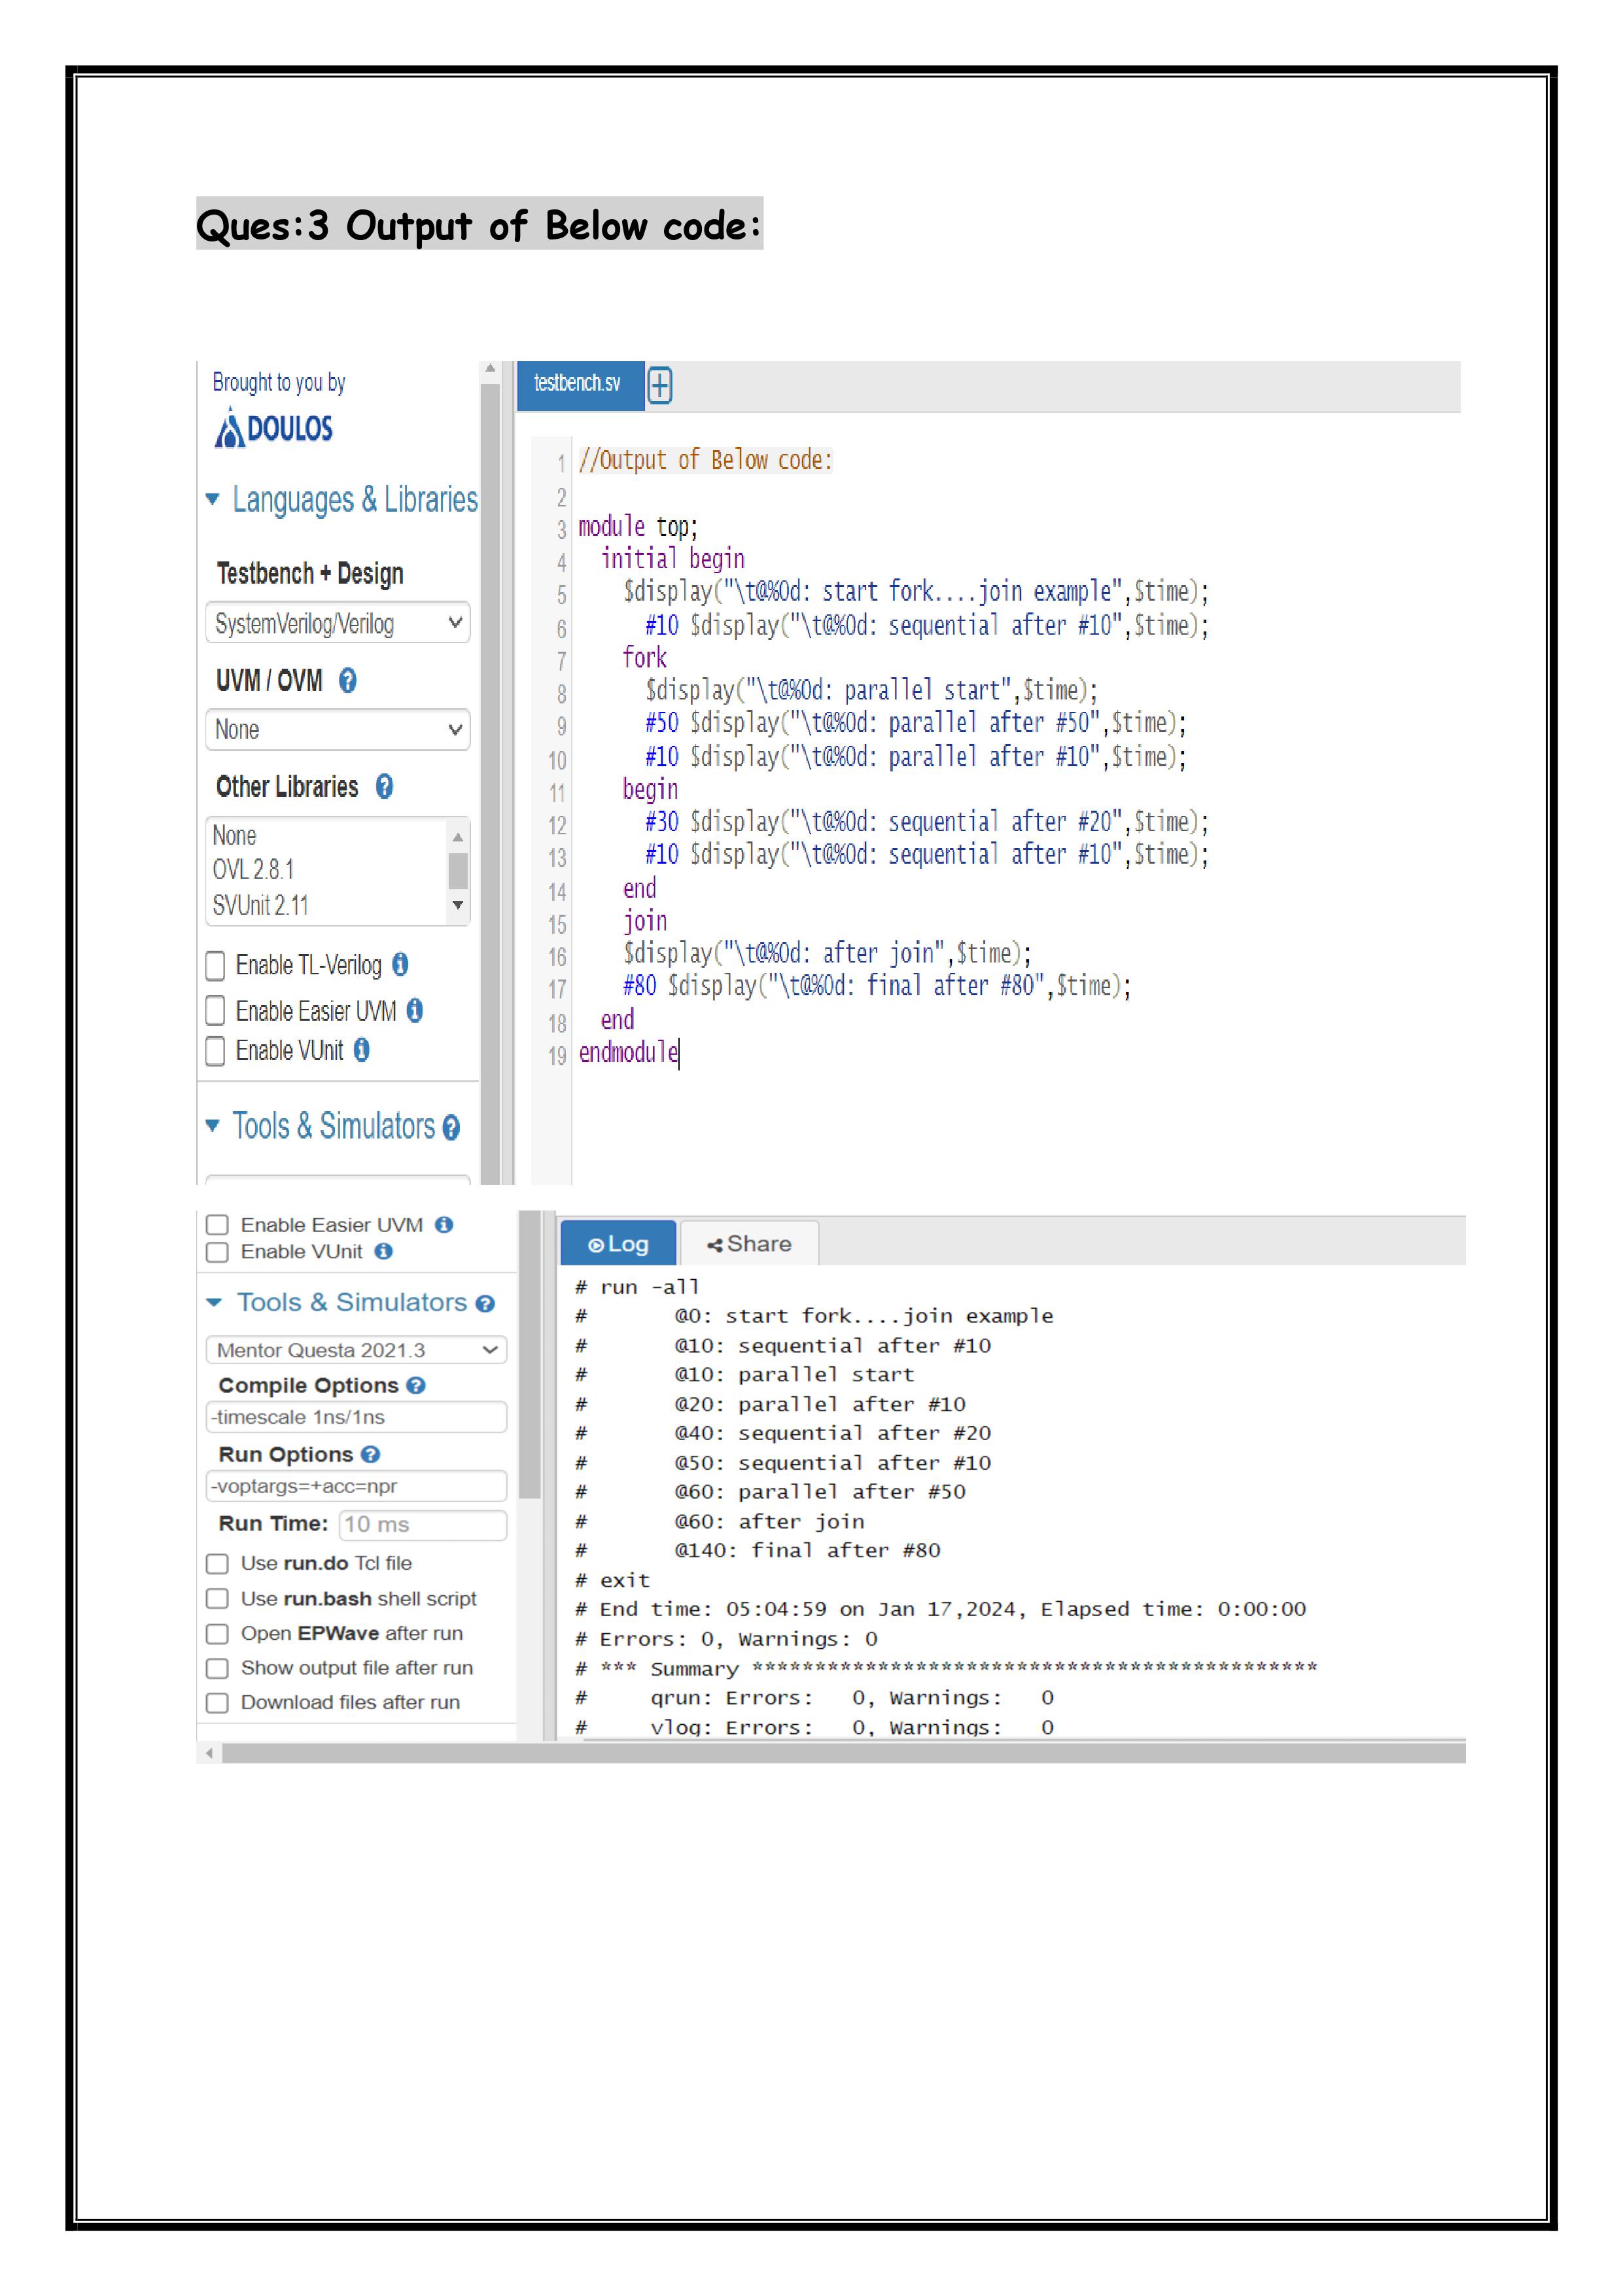 Ques:3 Output of Below code:
Brought to you by
DOULOS
Languages & Libraries
Testbench + Design
SystemVerilog/Verilog
UVM / OVM
None
Other Libraries
None
OVL 2.8.1
SVUnit 2.11
Enable TL-Verilog
Enable Easier UVM
Enable VUnit
Tools & Simulators
testbench.sv
1 //Output of Below code:
2
3 module top;
4 initial begin
5 $display("\t@%0d: start fork....join example",$time);
6 #10 $display("\t@%0d: sequential after #10",$time);
7 fork
8 $display("\t@%0d: parallel start",$time);
9 #50 $display("\t@%0d: parallel after #50",$time);
10 #10 $display("\t@%0d: parallel after #10",$time);
11 begin
12 #30 $display("\t@%0d: sequential after #20",$time);
13 #10 $display("\t@%0d: sequential after #10",$time);
14 end
15 join
16 $display("\t@%0d: after join",$time);
17 #80 $display("\t@%0d: final after #80",$time);
18 end
19 endmodule
Enable Easier UVM
Enable VUnit
Tools & Simulators
Mentor Questa 2021.3
Compile Options
-timescale 1ns/1ns
Run Options
-voptargs=+acc=npr
Run Time: 10 ms
Use run.do Tcl file
Use run.bash shell script
Open EPWave after run
Show output file after run
Download files after run
Log Share
# run -all
# @0: start fork....join example
# @10: sequential after #10
# @10: parallel start
# @20: parallel after #10
# @40: sequential after #20
# @50: sequential after #10
# @60: parallel after #50
# @60: after join
# @140: final after #80
# exit
# End time: 05:04:59 on Jan 17,2024, Elapsed time: 0:00:00
# Errors: 0, Warnings: 0
# *** Summary *********************************************
# qrun: Errors: 0, Warnings: 0
# vlog: Errors: 0, Warnings: 0